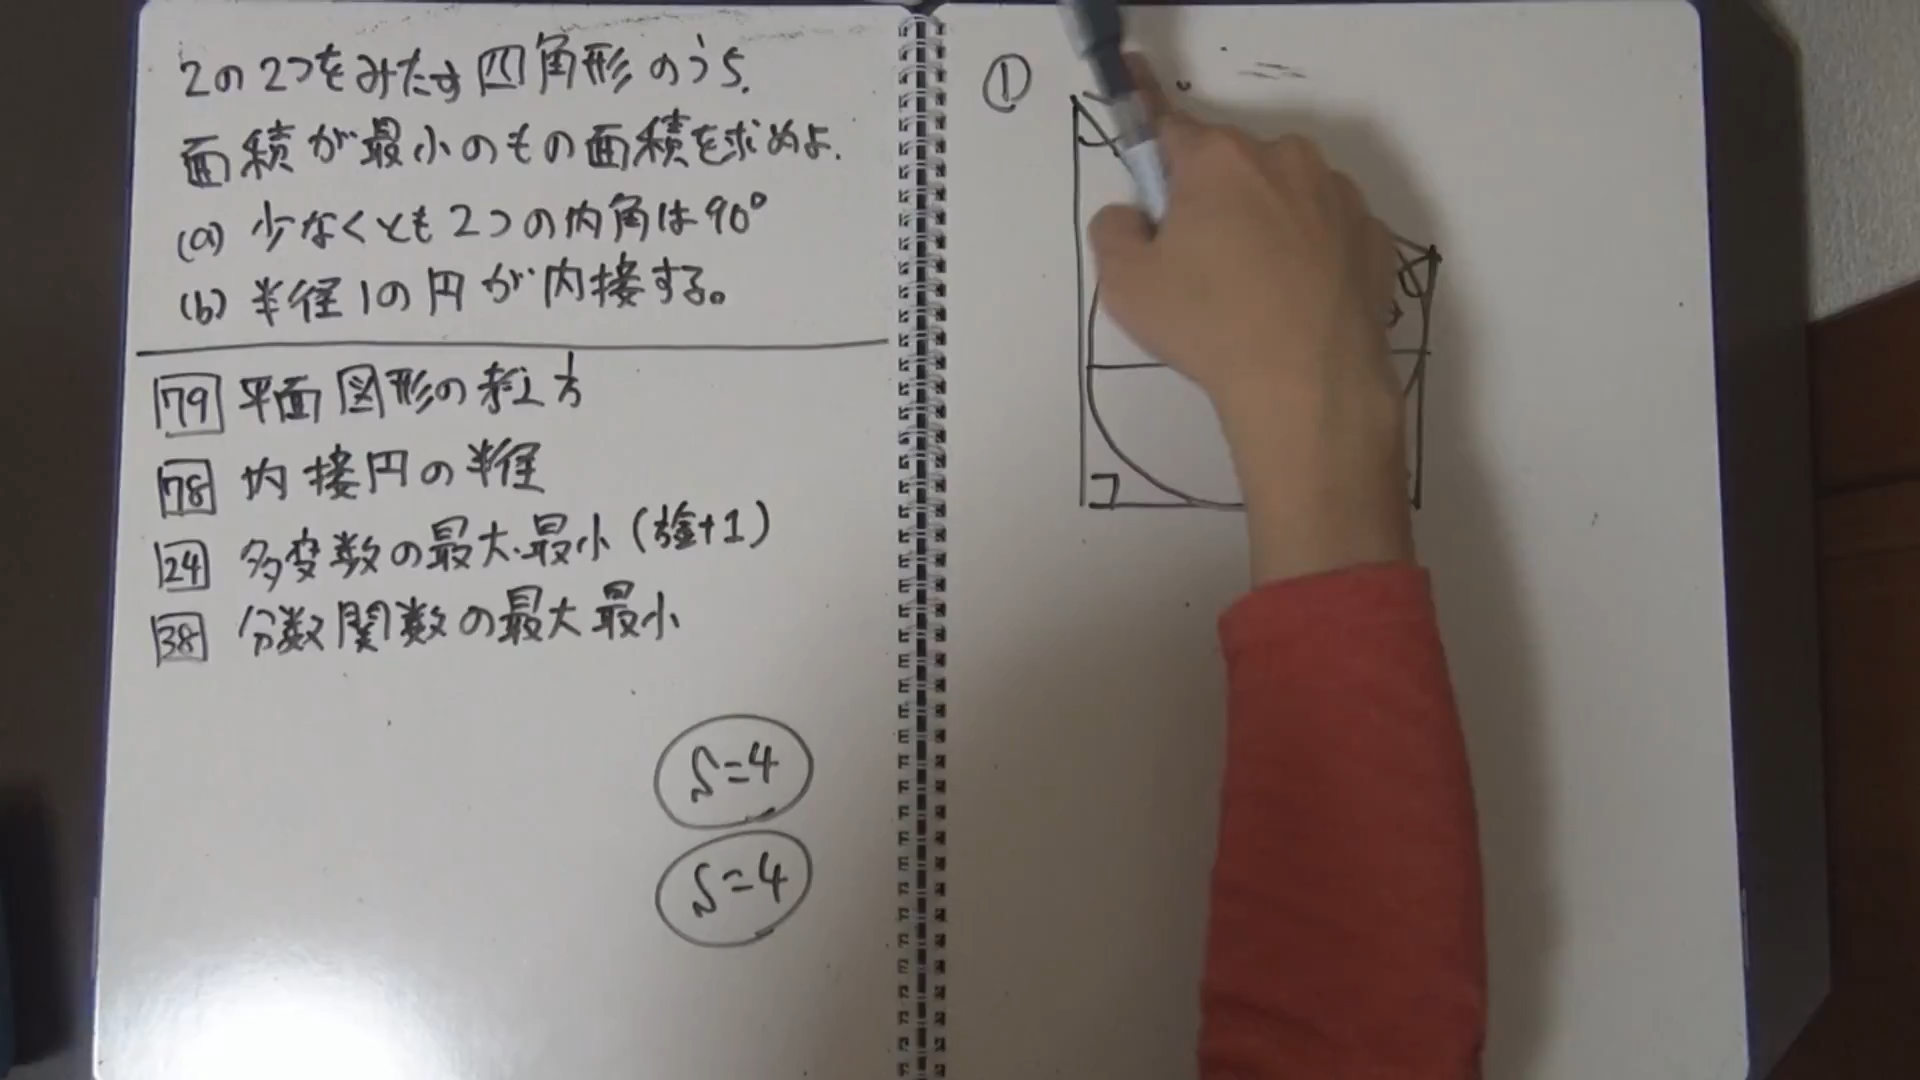 2の2つをみたす四角形のうち、
面積が最小のもの面積を求めよ.
(a) 少なくとも2つの内角は90°
(b) 半径1の円が内接する。
79 平面図形の
78 内接円の半径
24 多変数の最大・最小 (+1)
38 分数関数の最大最小
S=4
S=4
①